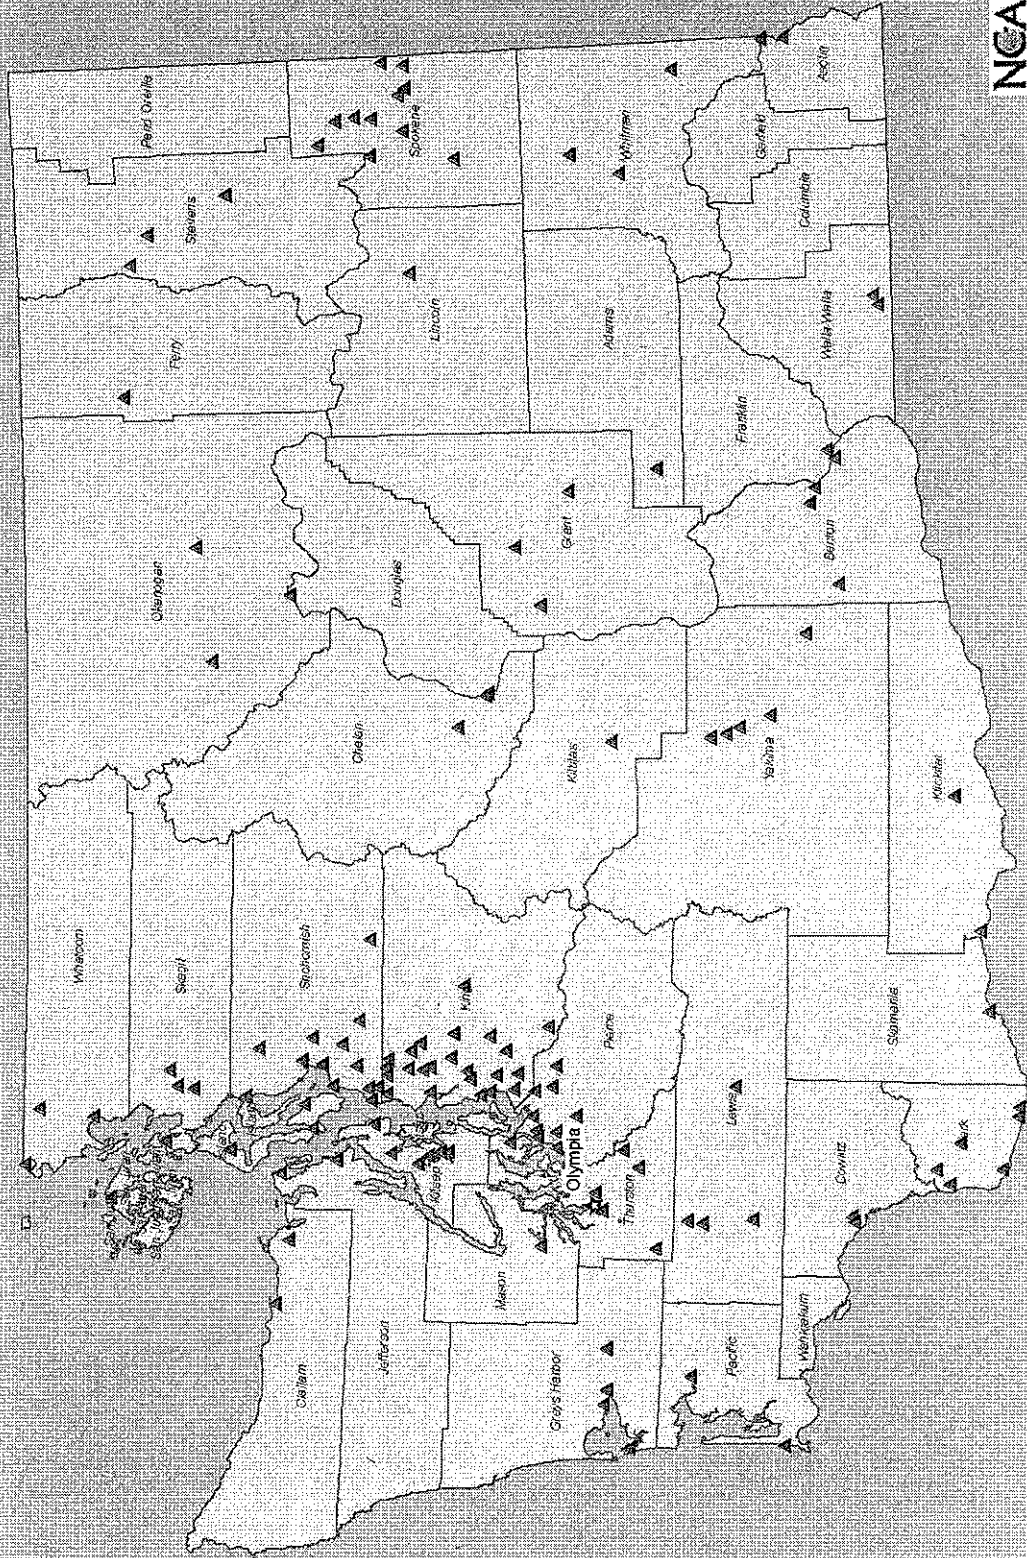 Whatcom
Skagit
Snohomish
King
Pierce
Lewis
Skamania
Cowlitz
Clark
Thurston
Olympia
Kitsap
Mason
Clallam
Jefferson
Grays Harbor
Pacific
Wahkiakum
Okanogan
Chelan
Douglas
Kittitas
Yakima
Klickitat
Grant
Benton
Ferry
Stevens
Pend Oreille
Lincoln
Spokane
Adams
Whitman
Franklin
Walla Walla
Columbia
Garfield
Asotin